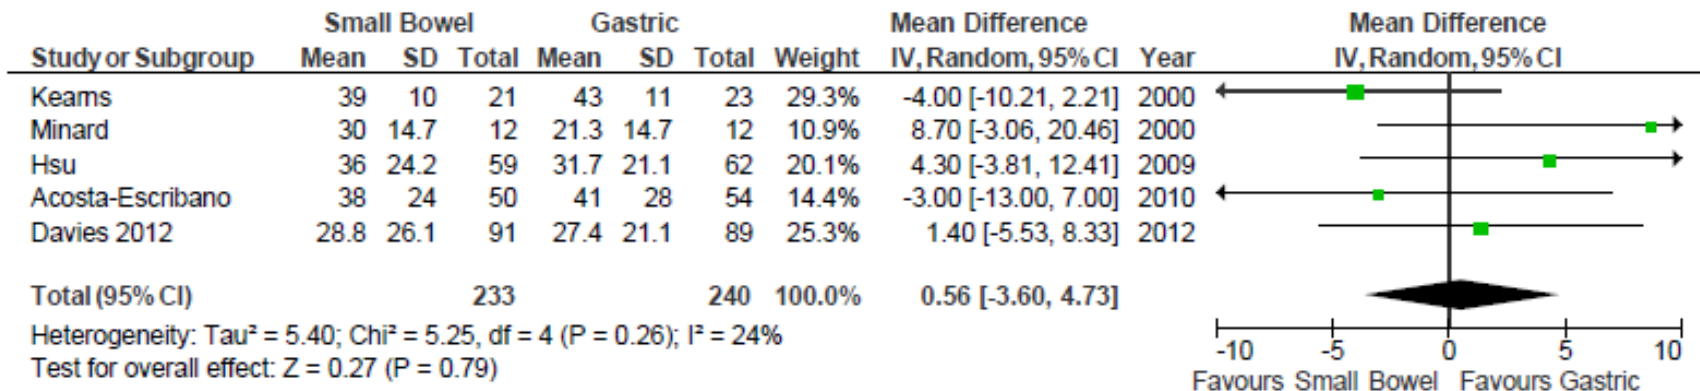 Small Bowel Gastric Mean Difference Mean Difference
Study or Subgroup Mean SD Total Mean SD Total Weight IV, Random, 95% CI Year IV, Random, 95% CI
Kearns 39 10 21 43 11 23 29.3% -4.00 [-10.21, 2.21] 2000
Minard 30 14.7 12 21.3 14.7 12 10.9% 8.70 [-3.06, 20.46] 2000
Hsu 36 24.2 59 31.7 21.1 62 20.1% 4.30 [-3.81, 12.41] 2009
Acosta-Escribano 38 24 50 41 28 54 14.4% -3.00 [-13.00, 7.00] 2010
Davies 2012 28.8 26.1 91 27.4 21.1 89 25.3% 1.40 [-5.53, 8.33] 2012
Total (95% CI) 233 240 100.0% 0.56 [-3.60, 4.73]
Heterogeneity: Tau² = 5.40; Chi² = 5.25, df = 4 (P = 0.26); I² = 24%
Test for overall effect: Z = 0.27 (P = 0.79)
-10 -5 0 5 10
Favours Small Bowel Favours Gastric